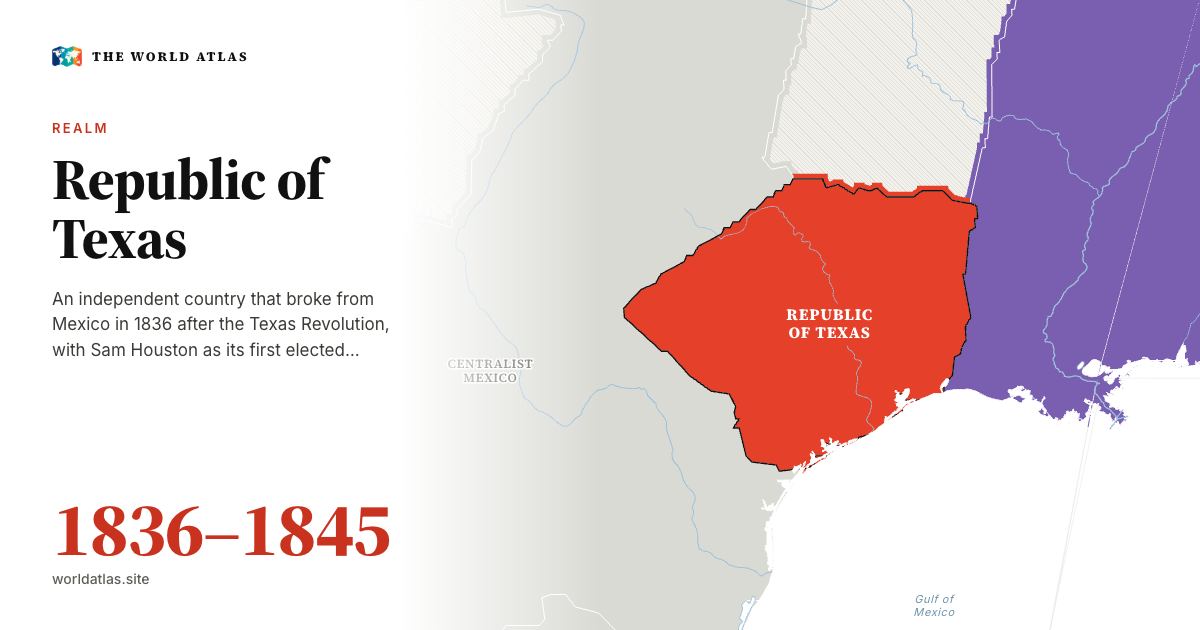 THE WORLD ATLAS
REALM
Republic of
Texas
An independent country that broke from
Mexico in 1836 after the Texas Revolution,
with Sam Houston as its first elected...
1836–1845
worldatlas.site
CENTRALIST
MEXICO
REPUBLIC
OF TEXAS
Gulf of
Mexico